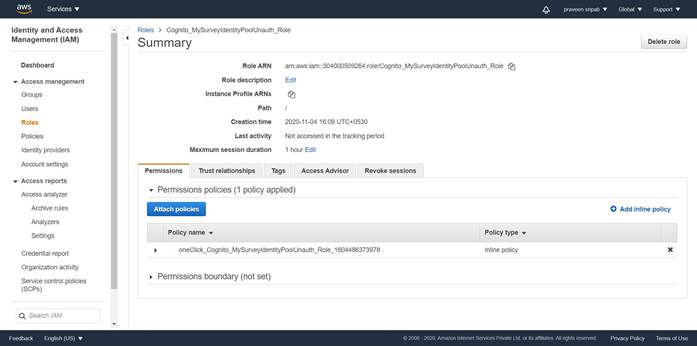 aws
Services
praveen sripati
Global
Support
Identity and Access
Management (IAM)
Dashboard
Access management
Groups
Users
Roles
Policies
Identity providers
Account settings
Access reports
Access analyzer
Archive rules
Analyzers
Settings
Credential report
Organization activity
Service control policies
(SCPs)
Search IAM
Roles > Cognito_MySurveyIdentityPoolUnauth_Role
Summary
Delete role
Role ARN arn:aws:iam::304000509264:role/Cognito_MySurveyIdentityPoolUnauth_Role
Role description Edit
Instance Profile ARNs
Path /
Creation time 2020-11-04 16:09 UTC+0530
Last activity Not accessed in the tracking period
Maximum session duration 1 hour Edit
Permissions Trust relationships Tags Access Advisor Revoke sessions
Permissions policies (1 policy applied)
Attach policies Add inline policy
Policy name Policy type
oneClick_Cognito_MySurveyIdentityPoolUnauth_Role_1604486373978 Inline policy
Permissions boundary (not set)
Feedback English (US) © 2008 - 2020, Amazon Internet Services Private Ltd. or its affiliates. All rights reserved. Privacy Policy Terms of Use